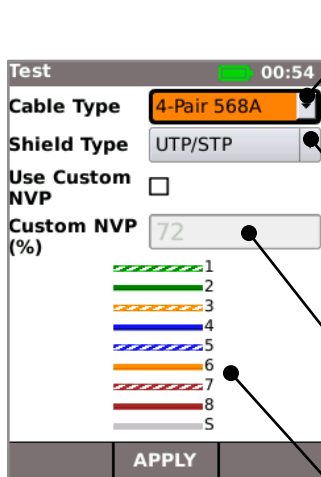 Test 00:54
Cable Type 4-Pair 568A
Shield Type UTP/STP
Use Custom
NVP
Custom NVP 72
(%)
1
2
3
4
5
6
7
8
S
APPLY